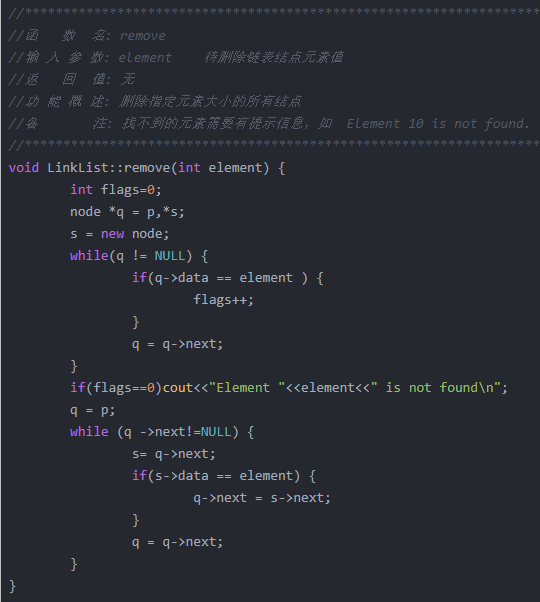 //*********************************************************************
//函 数 名: remove
//输 入 参 数: element 待删除链表结点元素值
//返 回 值: 无
//功 能 概 述: 删除指定元素大小的所有结点
//备 注: 找不到的元素需要有提示信息，如 Element 10 is not found.
//*********************************************************************
void LinkList::remove(int element) {
int flags=0;
node *q = p,*s;
s = new node;
while(q != NULL) {
if(q->data == element ) {
flags++;
}
q = q->next;
}
if(flags==0)cout<<"Element "<<element<<" is not found\n";
q = p;
while (q ->next!=NULL) {
s= q->next;
if(s->data == element) {
q->next = s->next;
}
q = q->next;
}
}